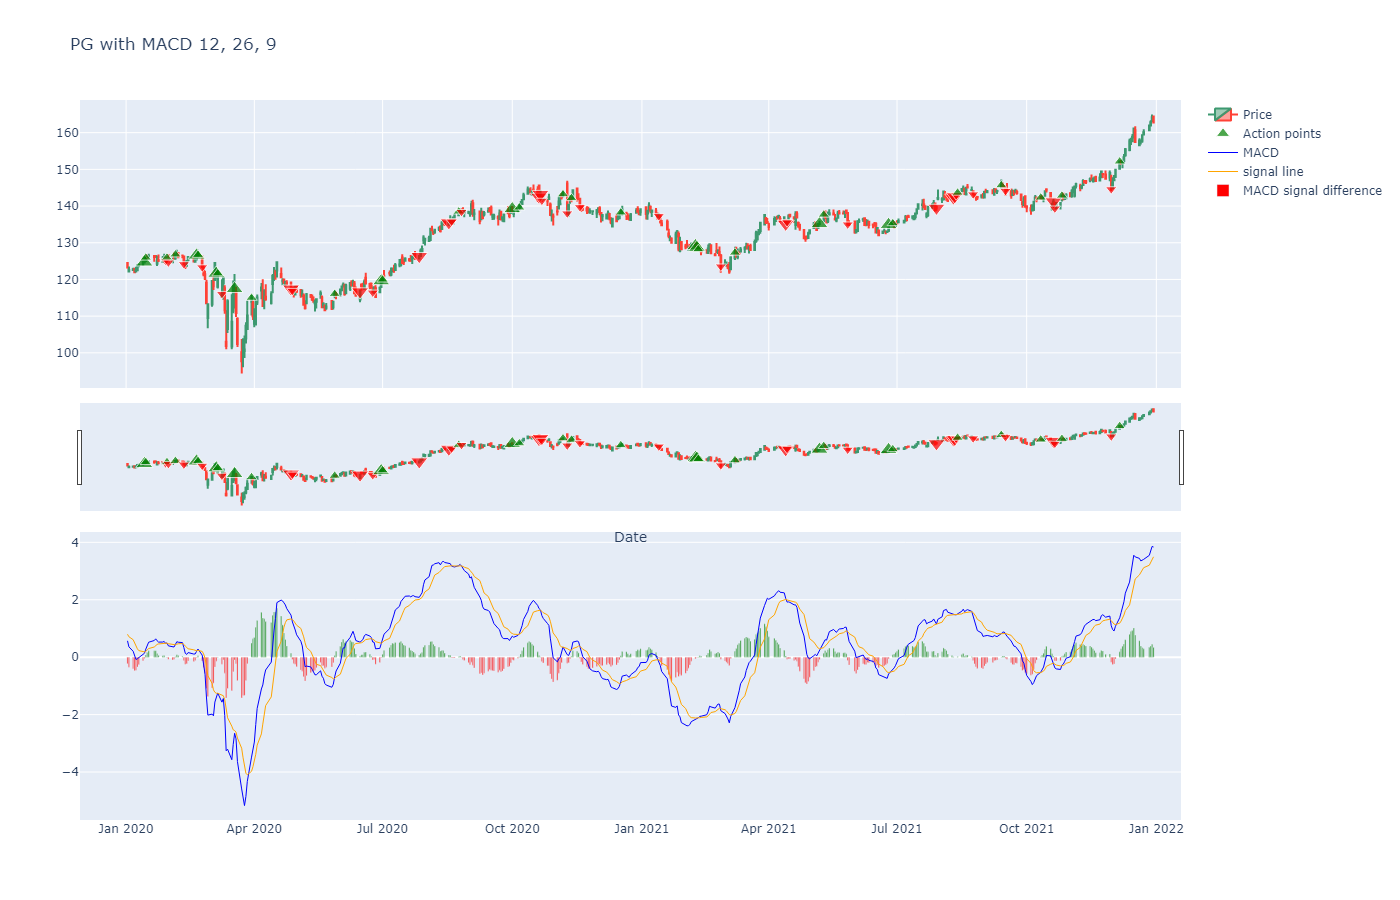 PG with MACD 12, 26, 9
160
150
140
130
120
110
100
Price
Action points
MACD
signal line
MACD signal difference
Date
4
2
0
−2
−4
Jan 2020 Apr 2020 Jul 2020 Oct 2020 Jan 2021 Apr 2021 Jul 2021 Oct 2021 Jan 2022